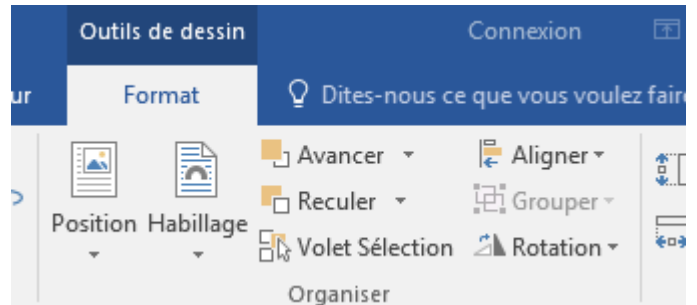 Outils de dessin Connexion
ur Format Dites-nous ce que vous voulez faire
Avancer Aligner
Reculer Grouper
Position Habillage
Volet Sélection Rotation
Organiser